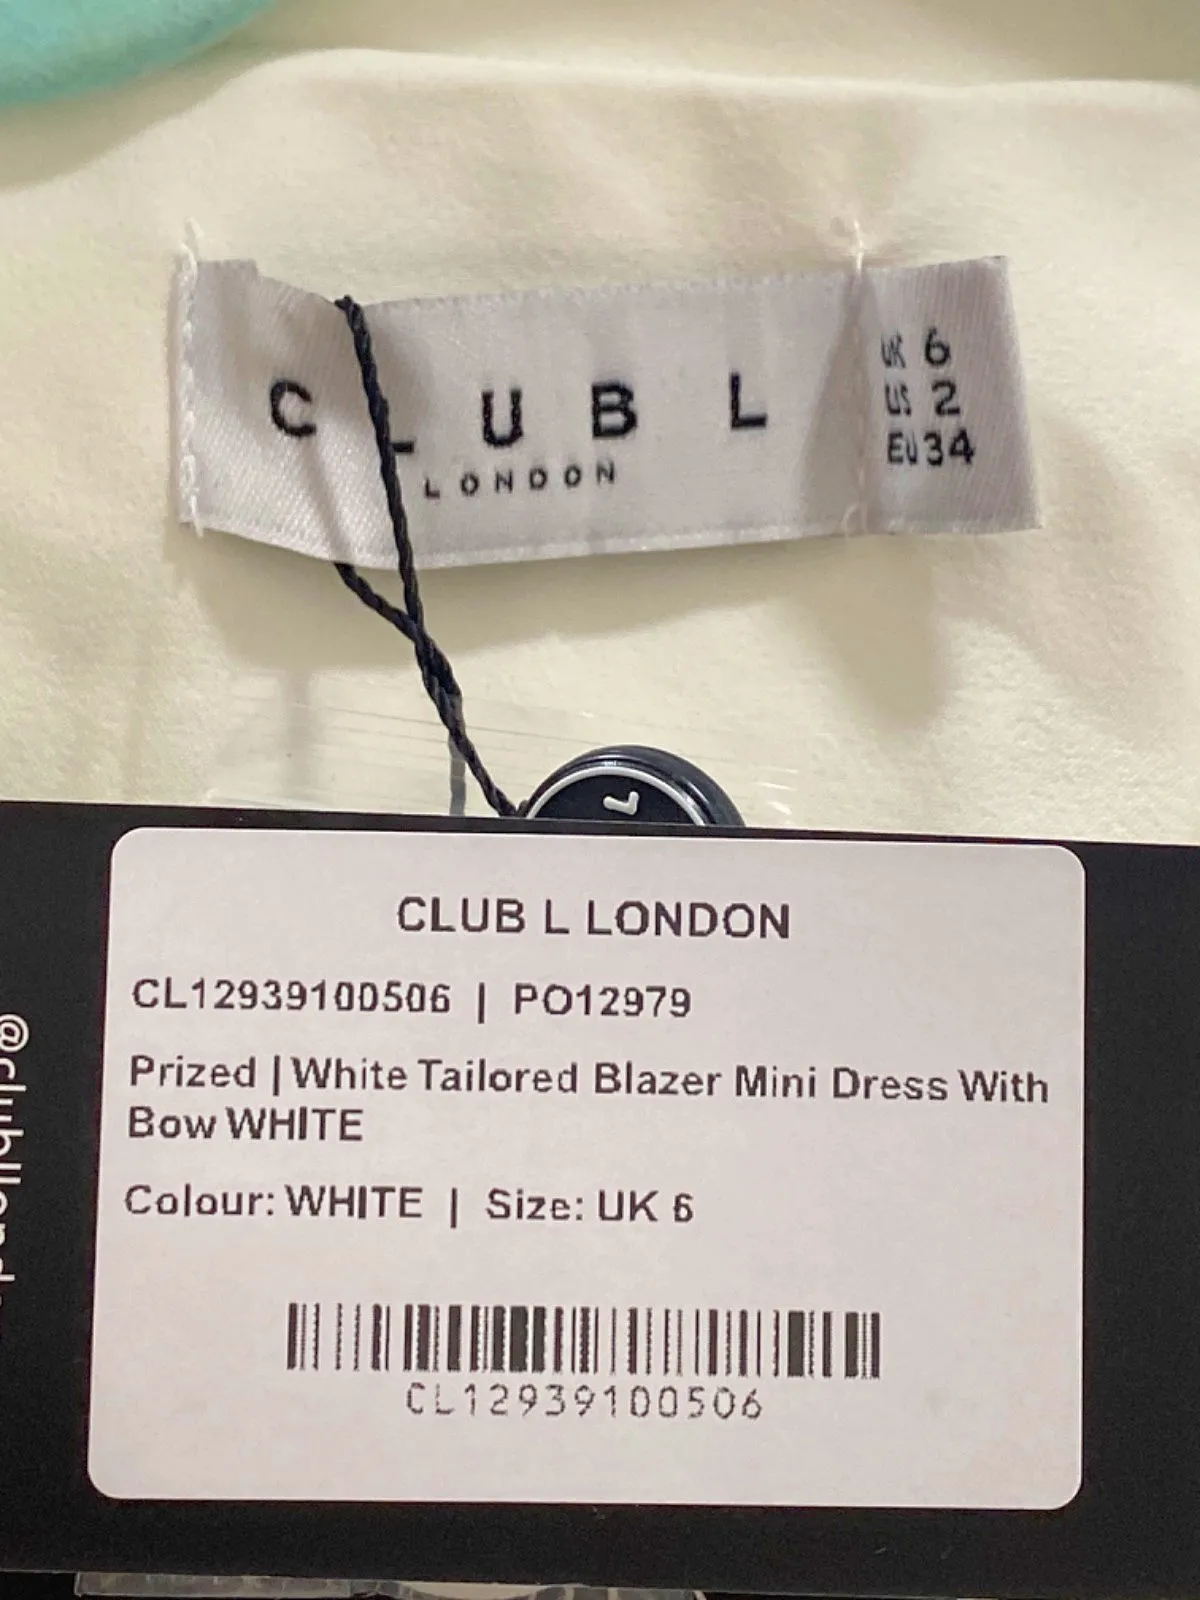 CLUB L
LONDON
UK 6
US 2
EU 34
L
CLUB L LONDON
CL12939100506 | PO12979
Prized | White Tailored Blazer Mini Dress With
Bow WHITE
Colour: WHITE | Size: UK 6
CL12939100506